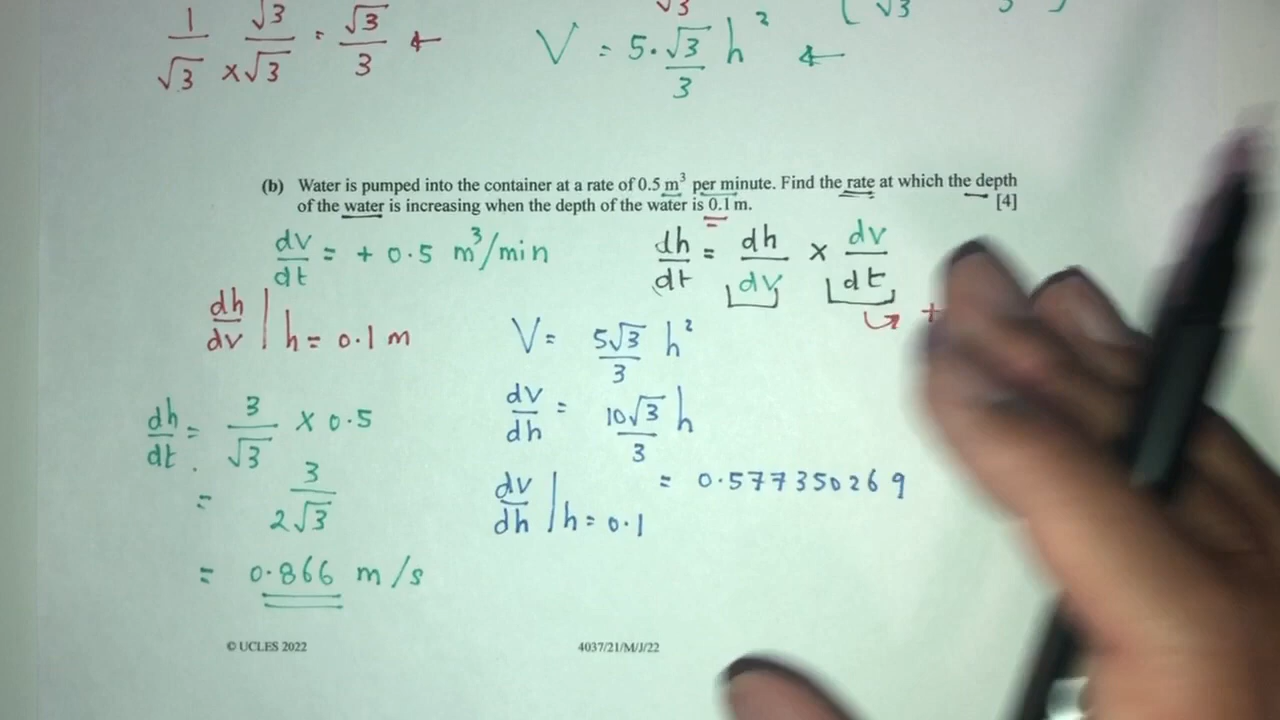 1/√3 × √3/√3 = √3/3 ←
V = 5·√3/3 h² ←
(b) Water is pumped into the container at a rate of 0.5 m³ per minute. Find the rate at which the depth
of the water is increasing when the depth of the water is 0.1 m. [4]
dv/dt = + 0.5 m³/min
dh/dt = dh/dv × dv/dt
+
dh/dv | h = 0.1 m
V = 5√3/3 h²
dv/dh = 10√3/3 h
dh/dt = 3/√3 × 0.5
dv/dh | h = 0.1 = 0.577350269
= 3/2√3
= 0.866 m/s
© UCLES 2022
4037/21/M/J/22